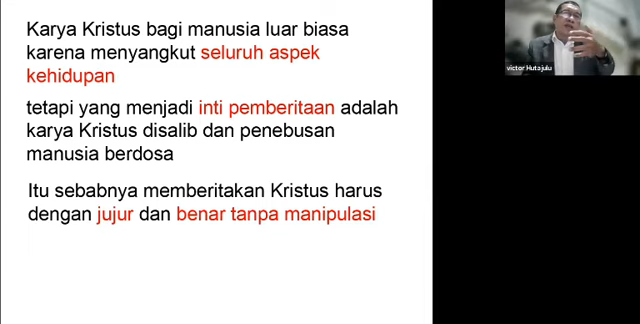 Karya Kristus bagi manusia luar biasa
karena menyangkut seluruh aspek
kehidupan
tetapi yang menjadi inti pemberitaan adalah
karya Kristus disalib dan penebusan
manusia berdosa
Itu sebabnya memberitakan Kristus harus
dengan jujur dan benar tanpa manipulasi
victor Hutajulu